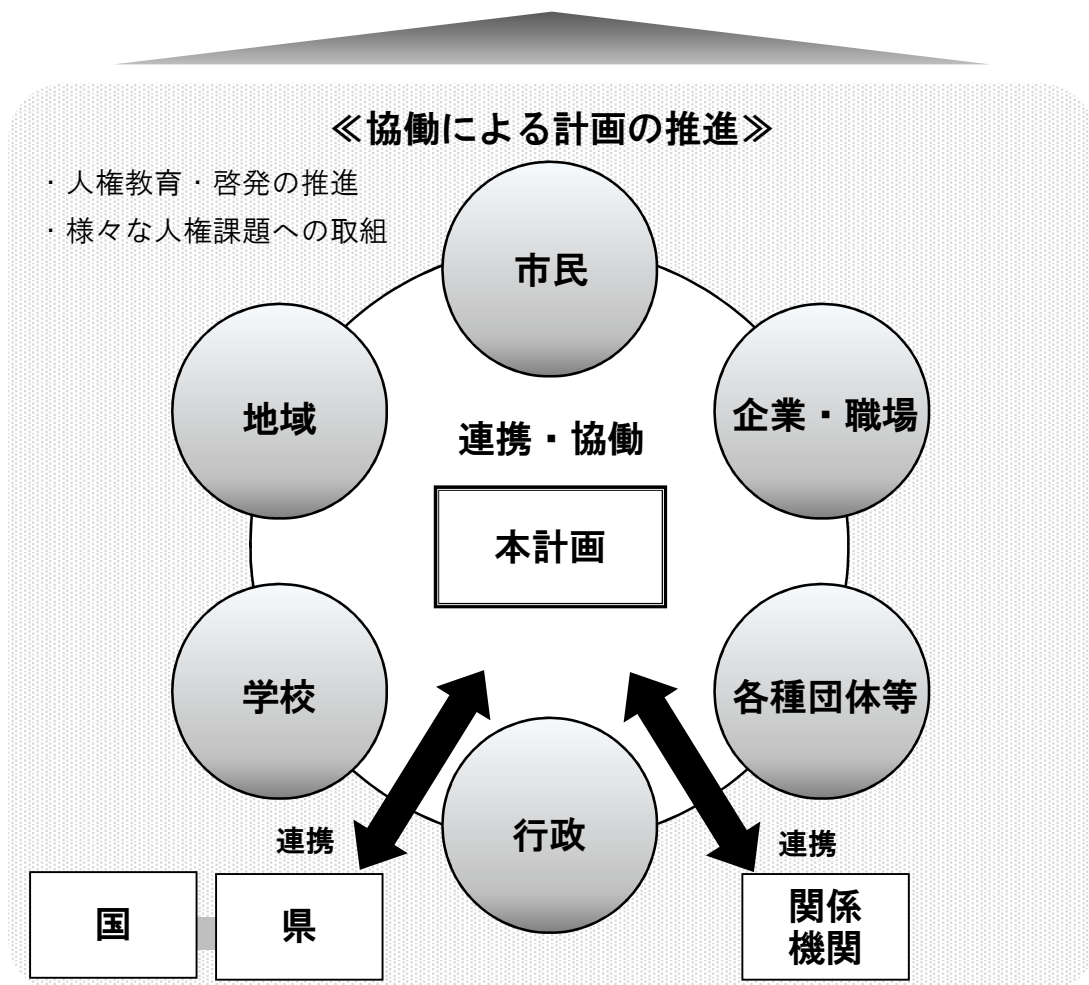 ≪協働による計画の推進≫
・人権教育・啓発の推進
・様々な人権課題への取組
市民
地域
企業・職場
連携・協働
本計画
学校
各種団体等
行政
連携
連携
国
県
関係
機関